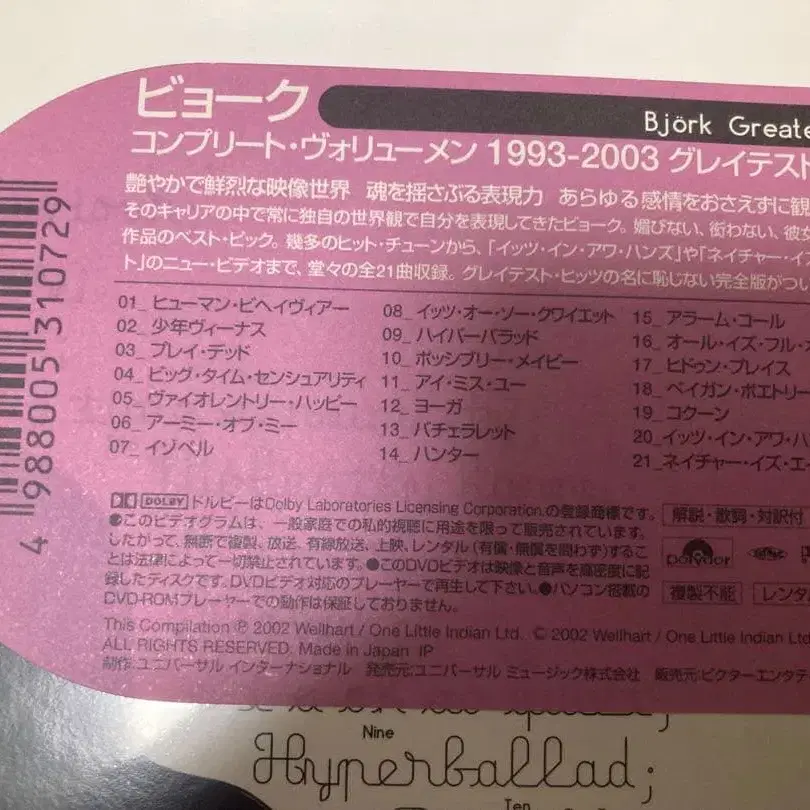 ビョーク
Björk Greate
コンプリート・ヴォリューメン 1993-2003 グレイテスト
艶やかで鮮烈な映像世界 魂を揺さぶる表現力 あらゆる感情をおさえずに観
そのキャリアの中で常に独自の世界観で自分を表現してきたビョーク。媚びない、衒わない、彼女
作品のベスト・ピック。幾多のヒット・チューンから、「イッツ・イン・アワ・ハンズ」や「ネイチャー・イズ
ト」のニュー・ビデオまで、堂々の全21曲収録。グレイテスト・ヒッツの名に恥じない完全版がつい
01_ ヒューマン・ビヘイヴィアー
02_ 少年ヴィーナス
03_ プレイ・デッド
04_ ビッグ・タイム・センシュアリティ
05_ ヴァイオレントリー・ハッピー
06_ アーミー・オブ・ミー
07_ イゾベル
08_ イッツ・オー・ソー・クワイエット
09_ ハイパーバラッド
10_ ポッシブリー・メイビー
11_ アイ・ミス・ユー
12_ ヨーガ
13_ バチェラレット
14_ ハンター
15_ アラーム・コール
16_ オール・イズ・フル・
17_ ヒドゥン・プレイス
18_ ペイガン・ポエトリー
19_ コクーン
20_ イッツ・イン・アワ・ハ
21_ ネイチャー・イズ・エ
4 988005 310729
DOLBY ドルビーはDolby Laboratories Licensing Corporation.の登録商標です。
●このビデオグラムは、一般家庭での私的視聴に用途を限って販売されています。
したがって、無断で複製、放送、有線放送、上映、レンタル(有償・無償を問わず)するこ
とは法律によって一切禁止されています。●このDVDビデオは映像と音声を高密度に記
録したディスクです。DVDビデオ対応のプレーヤーで再生して下さい。●パソコン搭載の
DVD-ROMプレーヤーでの動作は保証しておりません。
解説・歌詞・対訳付
polydor
複製不能
レンタル
This Compilation ℗ 2002 Wellhart / One Little Indian Ltd. © 2002 Wellhart / One Little Indian Ltd
ALL RIGHTS RESERVED. Made in Japan JP
制作:ユニバーサル インターナショナル 発売元:ユニバーサル ミュージック株式会社 販売元:ビクターエンタテ
Nine
Hyperballad;
Ten